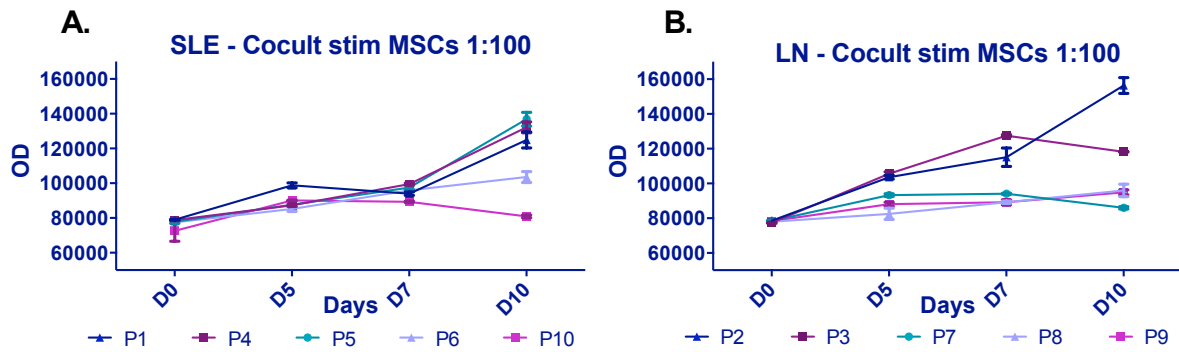 A.
SLE - Cocult stim MSCs 1:100
OD
160000
140000
120000
100000
80000
60000
D0
D5
D7
D10
Days
P1
P4
P5
P6
P10
B.
LN - Cocult stim MSCs 1:100
OD
160000
140000
120000
100000
80000
60000
D0
D5
D7
D10
Days
P2
P3
P7
P8
P9